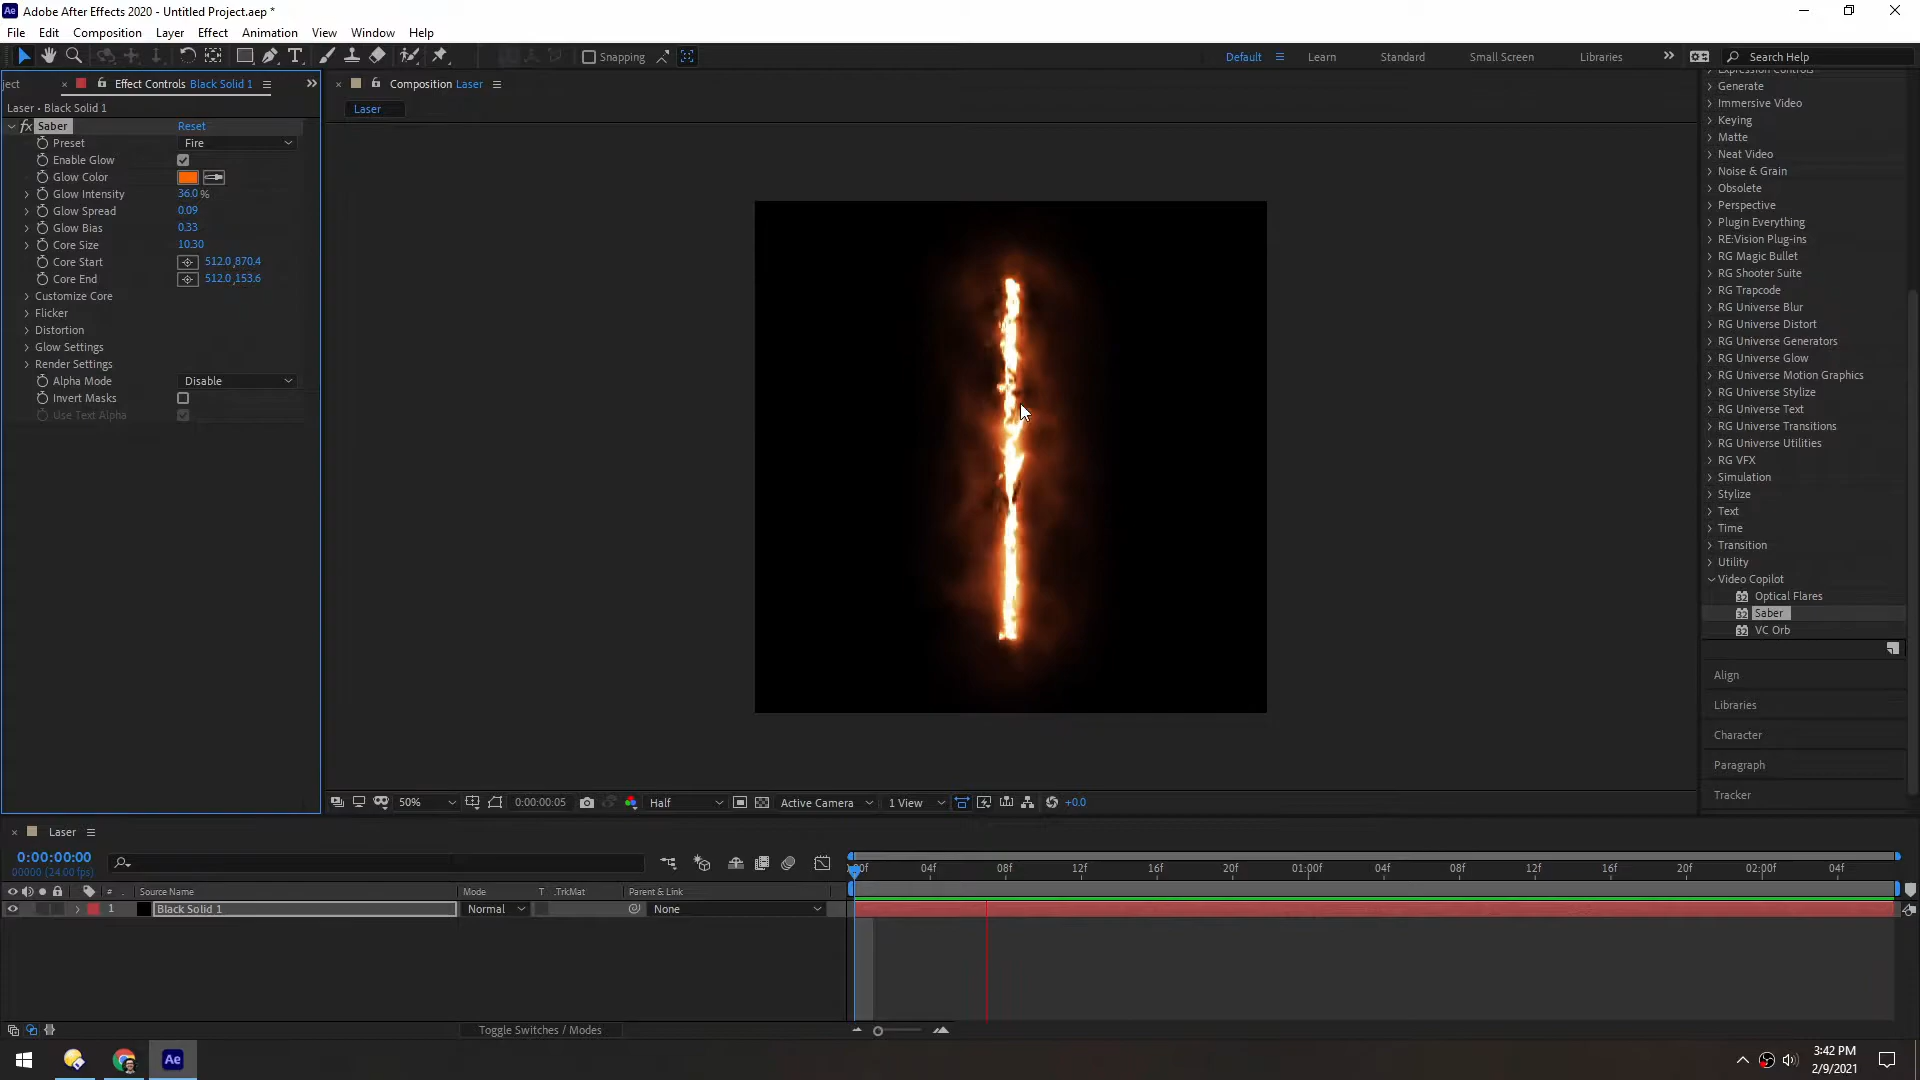 Adobe After Effects 2020 - Untitled Project.aep *
File Edit Composition Layer Effect Animation View Window Help
Snapping
Default Learn Standard Small Screen Libraries Search Help
ject Effect Controls Black Solid 1
Laser • Black Solid 1
fx Saber Reset
Preset Fire
Enable Glow
Glow Color
Glow Intensity 36.0 %
Glow Spread 0.09
Glow Bias 0.33
Core Size 10.30
Core Start 512.0,870.4
Core End 512.0,153.6
Customize Core
Flicker
Distortion
Glow Settings
Render Settings
Alpha Mode Disable
Invert Masks
Use Text Alpha
Composition Laser
Laser
50% 0:00:00:05 Half Active Camera 1 View +0.0
Expression Controls
Generate
Immersive Video
Keying
Matte
Neat Video
Noise & Grain
Obsolete
Perspective
Plugin Everything
RE:Vision Plug-ins
RG Magic Bullet
RG Shooter Suite
RG Trapcode
RG Universe Blur
RG Universe Distort
RG Universe Generators
RG Universe Glow
RG Universe Motion Graphics
RG Universe Stylize
RG Universe Text
RG Universe Transitions
RG Universe Utilities
RG VFX
Simulation
Stylize
Text
Time
Transition
Utility
Video Copilot
32 Optical Flares
32 Saber
32 VC Orb
Align
Libraries
Character
Paragraph
Tracker
Laser
0:00:00:00
00000 (24.00 fps)
# Source Name Mode T .TrkMat Parent & Link
1 Black Solid 1 Normal None
:00f 04f 08f 12f 16f 20f 01:00f 04f 08f 12f 16f 20f 02:00f 04f
Toggle Switches / Modes
Ae
3:42 PM
2/9/2021